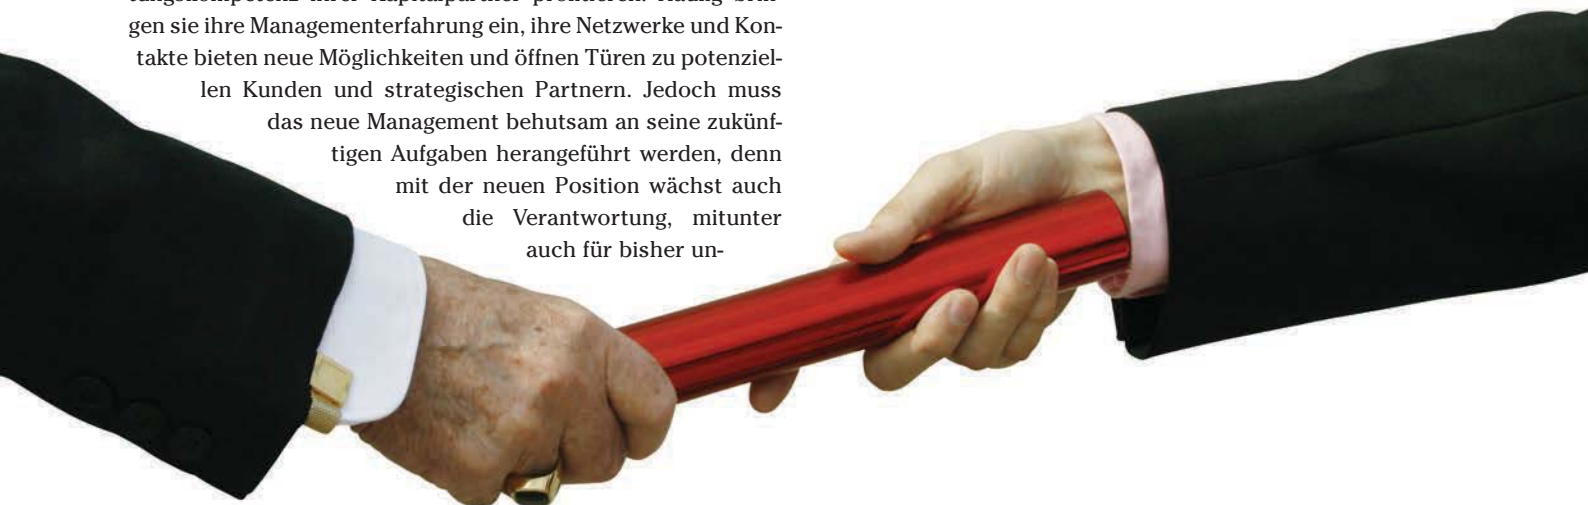 gen sie ihre Managementerfahrung ein, ihre Netzwerke und Kon-
takte bieten neue Möglichkeiten und öffnen Türen zu potenziel-
len Kunden und strategischen Partnern. Jedoch muss
das neue Management behutsam an seine zukünf-
tigen Aufgaben herangeführt werden, denn
mit der neuen Position wächst auch
die Verantwortung, mitunter
auch für bisher un-